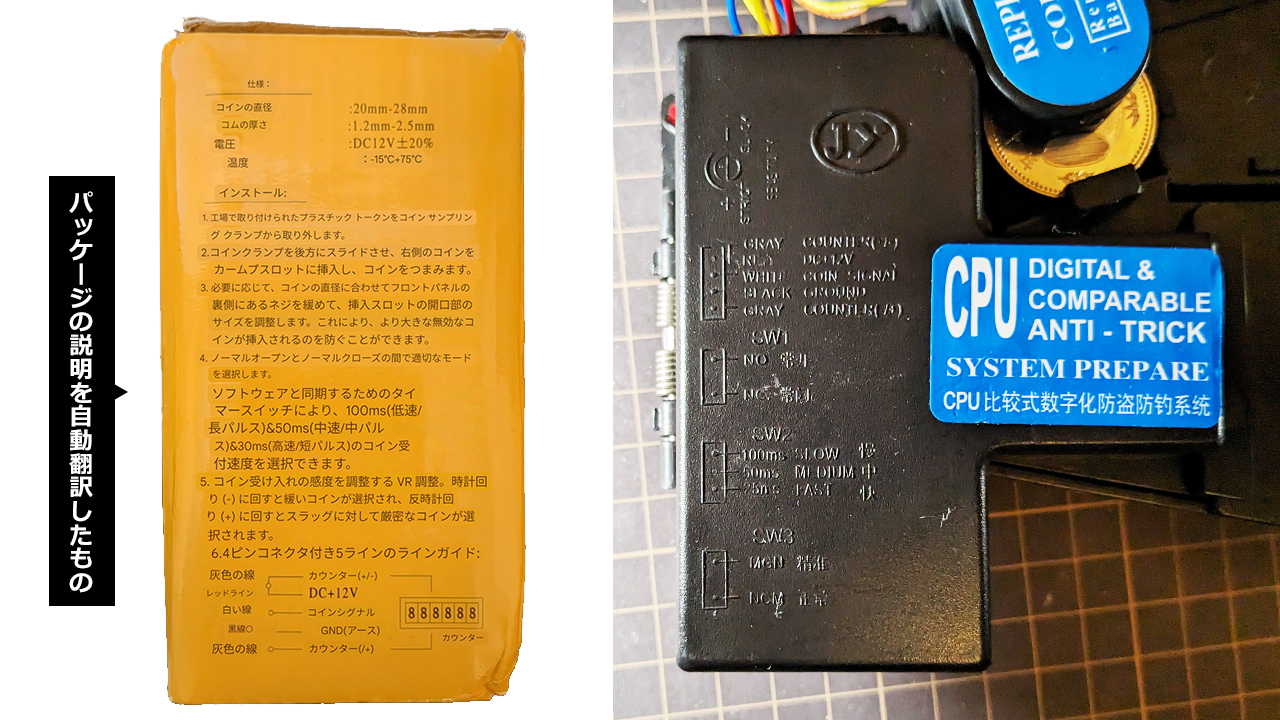 パッケージの説明を自動翻訳したもの
仕様：
コインの直径 :20mm-28mm
コムの厚さ :1.2mm-2.5mm
電圧 :DC12V±20%
温度 ：-15℃+75℃
インストール:
1. 工場で取り付けられたプラスチック トークンをコイン サンプリン
グ クランプから取り外します。
2.コインクランプを後方にスライドさせ、右側のコインを
カームプスロットに挿入し、コインをつまみます。
3. 必要に応じて、コインの直径に合わせてフロントパネルの
裏側にあるネジを緩めて、挿入スロットの開口部の
サイズを調整します。これにより、より大きな無効なコ
インが挿入されるのを防ぐことができます。
4. ノーマルオープンとノーマルクローズの間で適切なモード
を選択します。
ソフトウェアと同期するためのタイ
マースイッチにより、100ms(低速/
長パルス)&50ms(中速/中パル
ス)&30ms(高速/短パルス)のコイン受
付速度を選択できます。
5. コイン受け入れの感度を調整する VR 調整。時計回
り (-) に回すと緩いコインが選択され、反時計回
り (+) に回すとスラッグに対して厳密なコインが選
択されます。
6.4ピンコネクタ付き5ラインのラインガイド:
灰色の線 カウンター(+/-)
レッドライン DC+12V
白い線 コインシグナル
黒線○ GND(アース)
灰色の線 カウンター(/+)
888888
カウンター
JY
GRAY COUNTER(+/-)
RED DC+12V
WHITE COIN SIGNAL
BLACK GROUND
GRAY COUNTER(/+)
SW1
NO 常开
NC 常闭
SW2
100ms SLOW 慢
50ms MEDIUM 中
25ms FAST 快
SW3
NOM 正常
CPU DIGITAL &
COMPARABLE
ANTI - TRICK
SYSTEM PREPARE
CPU 比较式数字化防盗防钓系统